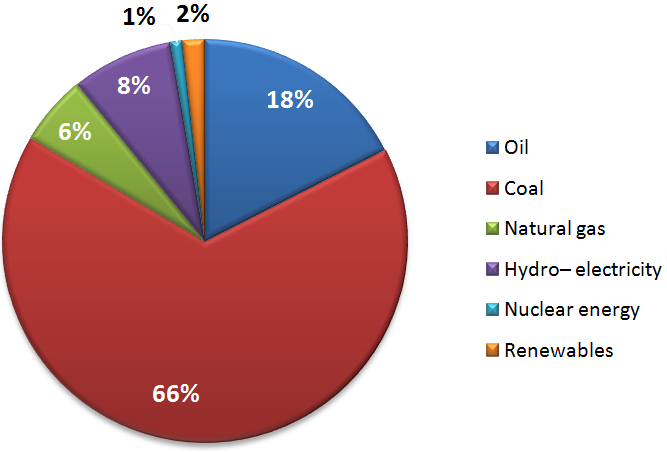 1%
2%
8%
18%
6%
66%
Oil
Coal
Natural gas
Hydro– electricity
Nuclear energy
Renewables